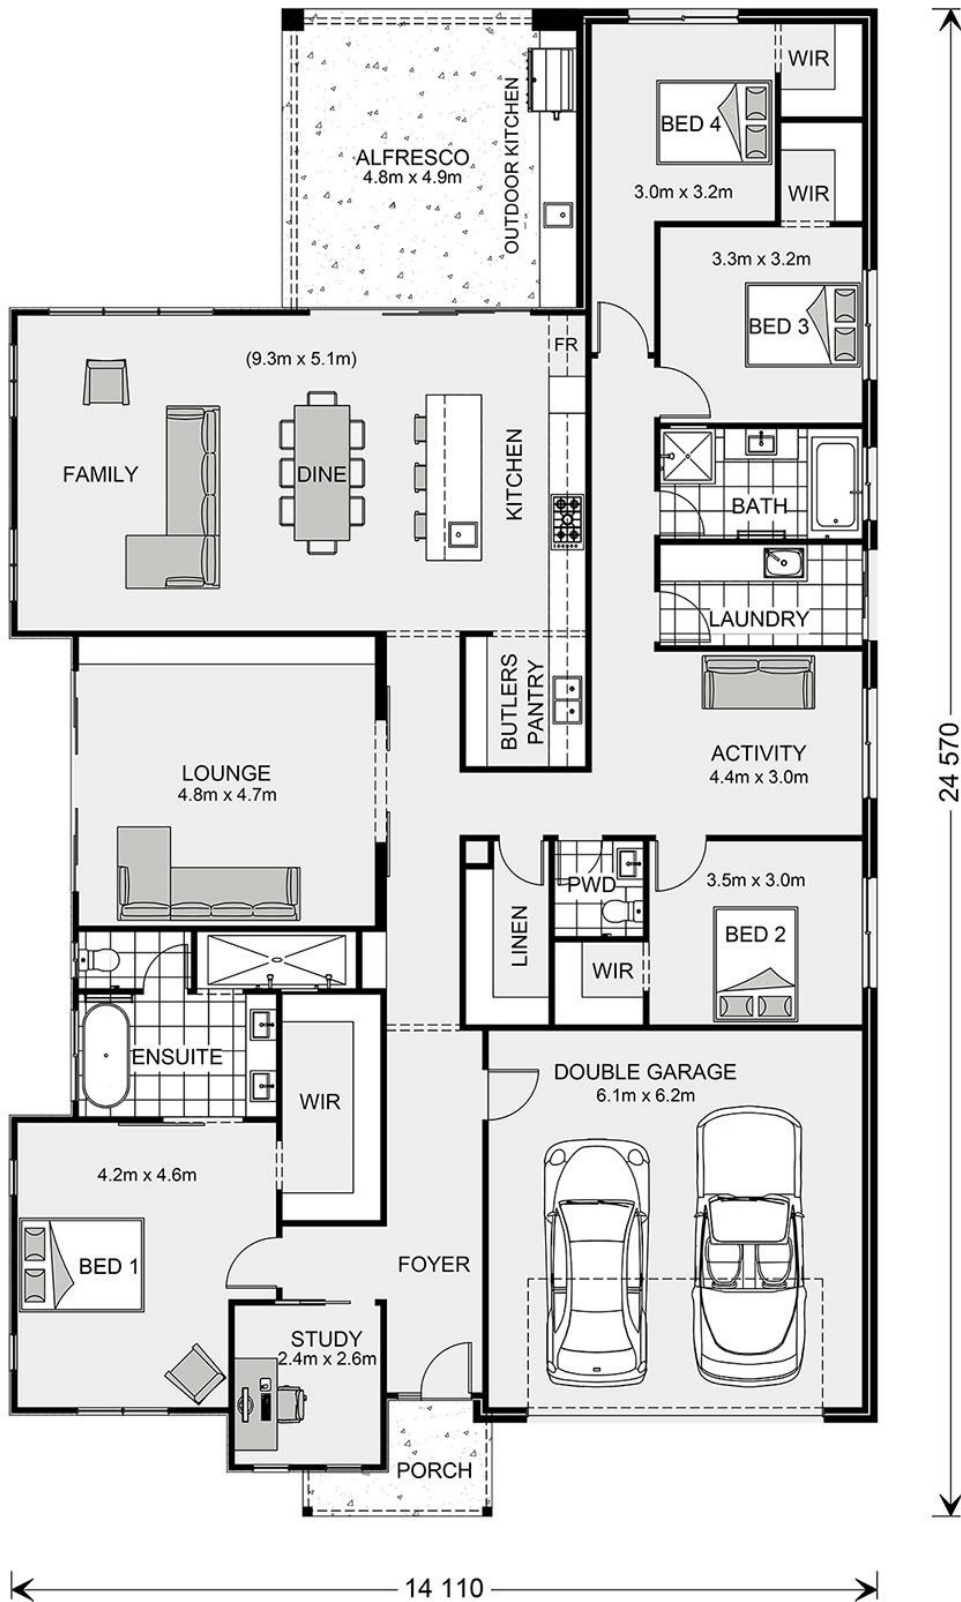 WIR
BED 4
3.0m x 3.2m
ALFRESCO
4.8m x 4.9m
OUTDOOR KITCHEN
WIR
3.3m x 3.2m
BED 3
(9.3m x 5.1m)
FR
FAMILY
DINE
KITCHEN
BATH
LAUNDRY
BUTLERS
PANTRY
LOUNGE
4.8m x 4.7m
ACTIVITY
4.4m x 3.0m
24 570
LINEN
PWD
3.5m x 3.0m
BED 2
WIR
ENSUITE
WIR
DOUBLE GARAGE
6.1m x 6.2m
4.2m x 4.6m
BED 1
FOYER
STUDY
2.4m x 2.6m
PORCH
14 110